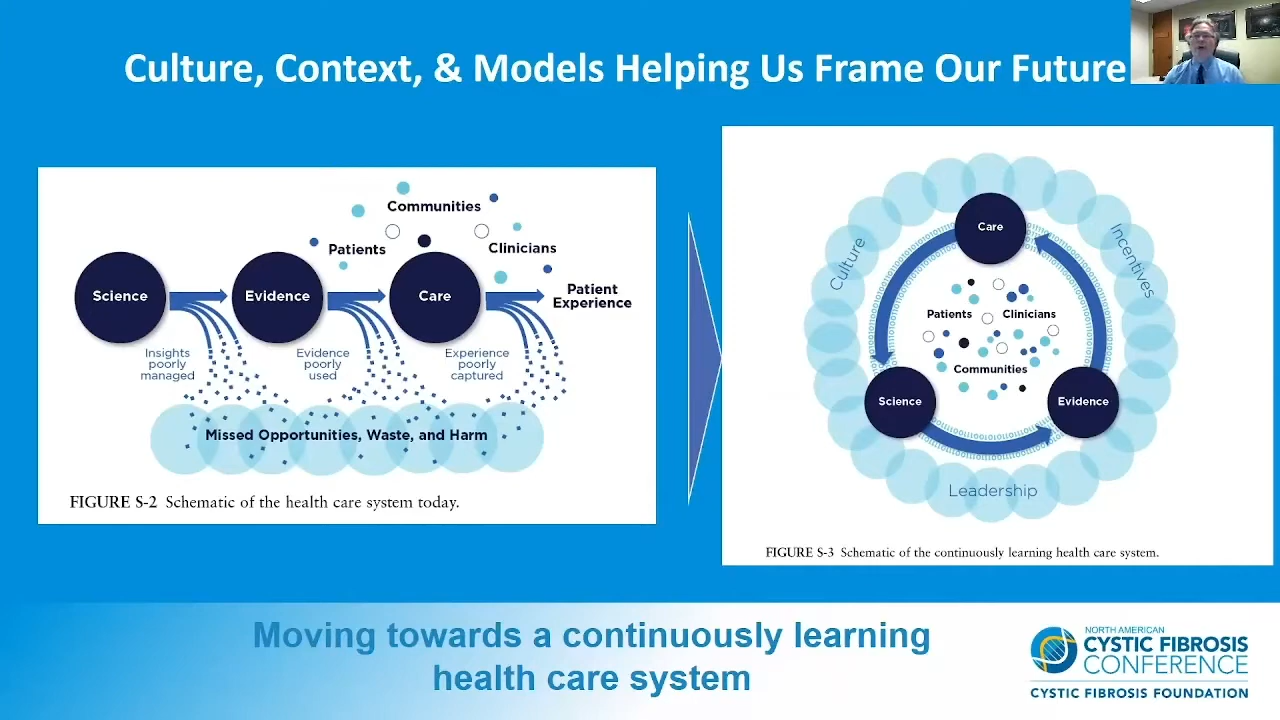 Culture, Context, & Models Helping Us Frame Our Future
Communities
Patients
Clinicians
Science
Evidence
Care
Patient
Experience
Insights
poorly
managed
Evidence
poorly
used
Experience
poorly
captured
Missed Opportunities, Waste, and Harm
FIGURE S-2 Schematic of the health care system today.
Care
Culture
Incentives
Patients
Clinicians
Communities
Science
Evidence
Leadership
FIGURE S-3 Schematic of the continuously learning health care system.
Moving towards a continuously learning
health care system
NORTH AMERICAN
CYSTIC FIBROSIS
CONFERENCE
CYSTIC FIBROSIS FOUNDATION